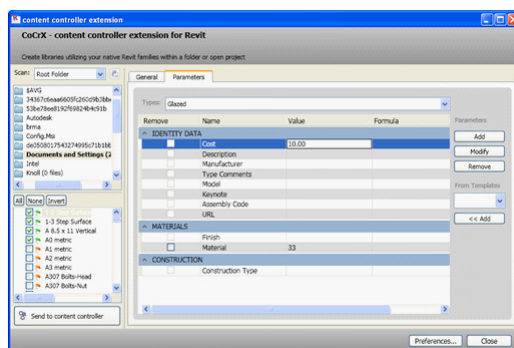 content controller extension
CoCrX - content controller extension for Revit
Create libraries utilizing your native Revit families within a folder or open project
Scan: Root Folder
General Parameters
$AVG
Autodesk
brma
Config.Msi
Documents and Settings (2
Intel
Knoll (0 files)
All None Invert
1-3 Step Surface
A 8.5 x 11 Vertical
A0 metric
A1 metric
A2 metric
A3 metric
A307 Bolts-Head
A307 Bolts-Nut
Send to content controller
Types: Glazed
Remove Name Value Formula
IDENTITY DATA
Cost 10.00
Description
Manufacturer
Type Comments
Model
Keynote
Assembly Code
URL
MATERIALS
Finish
Material 33
CONSTRUCTION
Construction Type
Parameters
Add
Modify
Remove
From Templates
<< Add
Preferences... Close